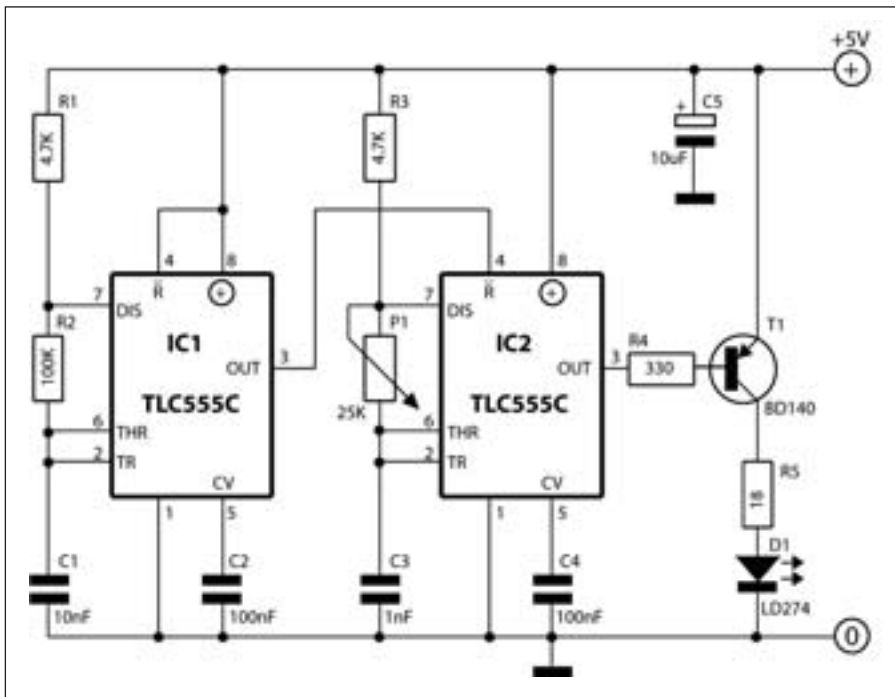 +5V
+
R1
4.7K
R3
4.7K
+
C5
10uF
4
8
R
+
4
8
R
+
7
DIS
R2
100K
IC1
OUT
3
TLC555C
6
THR
2
TR
CV
1
5
7
DIS
P1
25K
IC2
OUT
3
TLC555C
6
THR
2
TR
CV
1
5
R4
330
T1
BD140
R5
18
D1
LD274
C1
10nF
C2
100nF
C3
1nF
C4
100nF
0